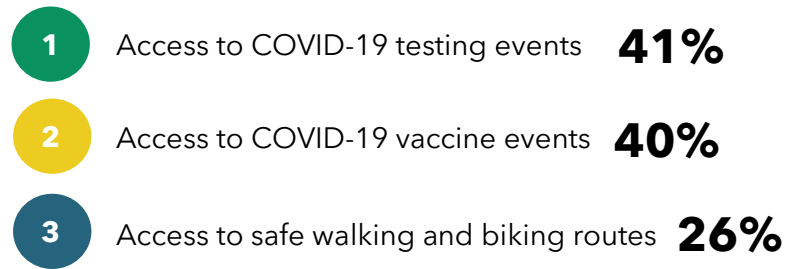 1 Access to COVID-19 testing events 41%
2 Access to COVID-19 vaccine events 40%
3 Access to safe walking and biking routes 26%